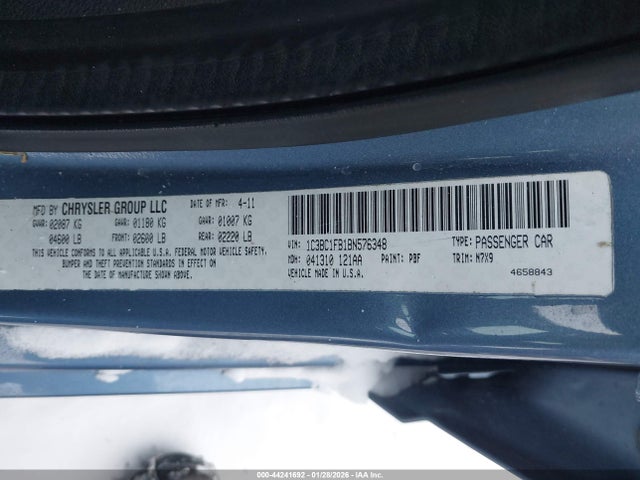 MFD BY CHRYSLER GROUP LLC DATE OF MFR: 4-11
GVWR: 02087 KG GAWR: 01180 KG GAWR: 01007 KG
04600 LB FRONT: 02600 LB REAR: 02220 LB
THIS VEHICLE CONFORMS TO ALL APPLICABLE U.S.A. FEDERAL MOTOR VEHICLE SAFETY,
BUMPER AND THEFT PREVENTION STANDARDS IN EFFECT
ON THE DATE OF MANUFACTURE SHOWN ABOVE.
VIN: 1C3BC1FB1BN576348 TYPE: PASSENGER CAR
MDH: 041310 121AA PAINT: PBF TRIM: N7X9
VEHICLE MADE IN U.S.A. 4658843
000-44241692 | 01/28/2026 | IAAI.COM